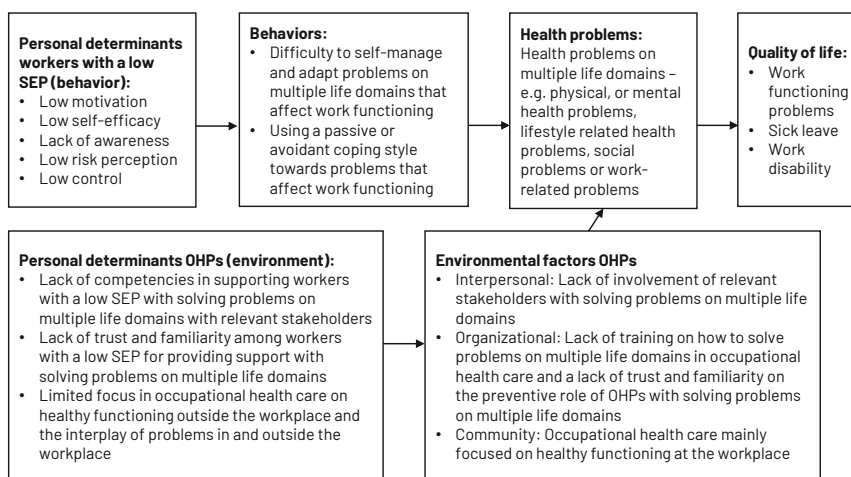 Personal determinants
workers with a low
SEP (behavior):
• Low motivation
• Low self-efficacy
• Lack of awareness
• Low risk perception
• Low control
Behaviors:
• Difficulty to self-manage
and adapt problems on
multiple life domains that
affect work functioning
• Using a passive or
avoidant coping style
towards problems that
affect work functioning
Health problems:
Health problems on
multiple life domains –
e.g. physical, or mental
health problems,
lifestyle related health
problems, social
problems or work-
related problems
Quality of life:
• Work
functioning
problems
• Sick leave
• Work
disability
Personal determinants OHPs (environment):
• Lack of competencies in supporting workers
with a low SEP with solving problems on
multiple life domains with relevant stakeholders
• Lack of trust and familiarity among workers
with a low SEP for providing support with
solving problems on multiple life domains
• Limited focus in occupational health care on
healthy functioning outside the workplace and
the interplay of problems in and outside the
workplace
Environmental factors OHPs
• Interpersonal: Lack of involvement of relevant
stakeholders with solving problems on multiple life
domains
• Organizational: Lack of training on how to solve
problems on multiple life domains in occupational
health care and a lack of trust and familiarity on
the preventive role of OHPs with solving problems
on multiple life domains
• Community: Occupational health care mainly
focused on healthy functioning at the workplace